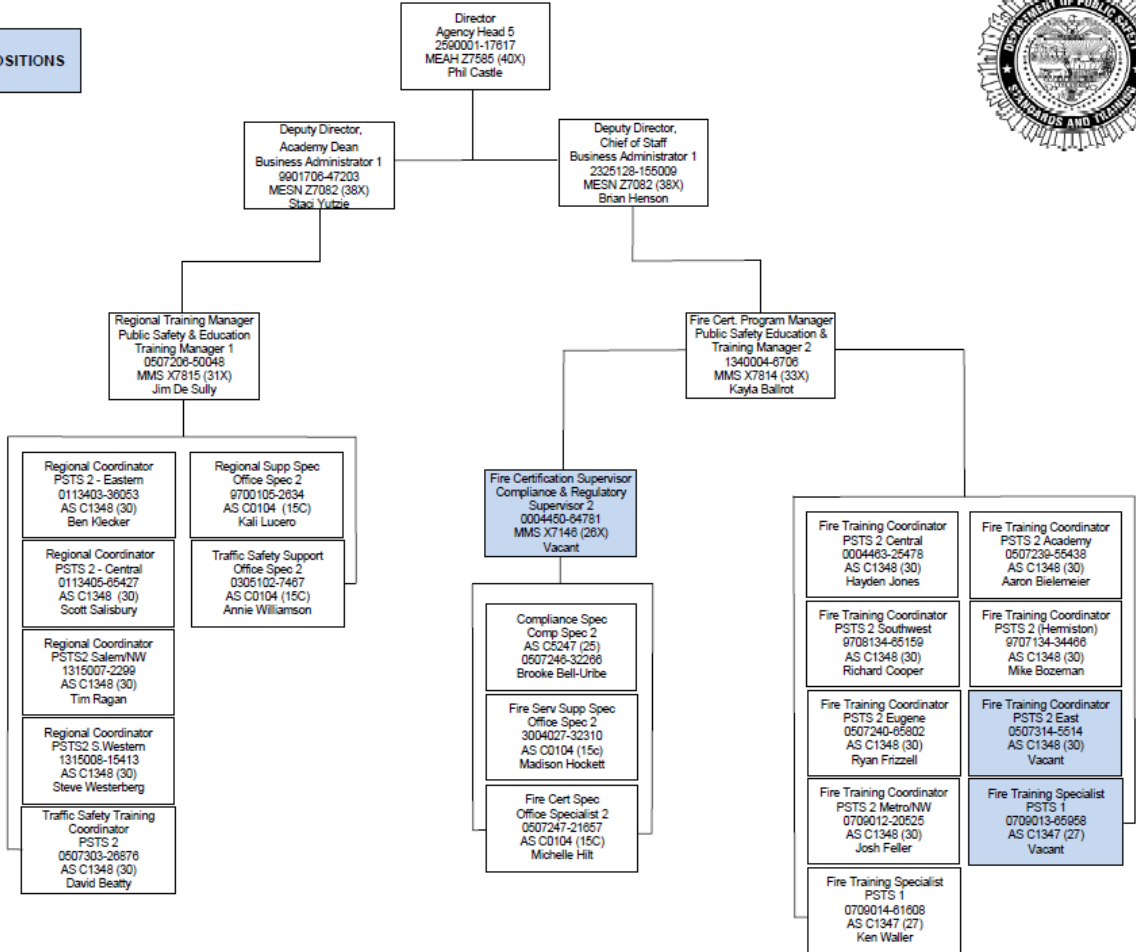 OSITIONS
Director
Agency Head 5
2590001-17617
MEAH Z7585 (40X)
Phil Castle
DEPARTMENT OF PUBLIC SAFETY
STANDARDS AND TRAINING
Deputy Director,
Academy Dean
Business Administrator 1
9901706-47203
MESN Z7082 (38X)
Staci Yutzie
Deputy Director,
Chief of Staff
Business Administrator 1
2325128-155009
MESN Z7082 (38X)
Brian Henson
Regional Training Manager
Public Safety & Education
Training Manager 1
0507206-50048
MMS X7815 (31X)
Jim De Sully
Fire Cert. Program Manager
Public Safety Education &
Training Manager 2
1340004-6706
MMS X7814 (33X)
Kayla Ballrot
Regional Coordinator
PSTS 2 - Eastern
0113403-36053
AS C1348 (30)
Ben Klecker
Regional Supp Spec
Office Spec 2
9700105-2634
AS C0104 (15C)
Kali Lucero
Regional Coordinator
PSTS 2 - Central
0113405-65427
AS C1348 (30)
Scott Salisbury
Traffic Safety Support
Office Spec 2
0305102-7467
AS C0104 (15C)
Annie Williamson
Regional Coordinator
PSTS2 Salem/NW
1315007-2299
AS C1348 (30)
Tim Ragan
Regional Coordinator
PSTS2 S.Western
1315008-15413
AS C1348 (30)
Steve Westerberg
Traffic Safety Training
Coordinator
PSTS 2
0507303-26876
AS C1348 (30)
David Beatty
Fire Certification Supervisor
Compliance & Regulatory
Supervisor 2
0004450-64781
MMS X7146 (26X)
Vacant
Compliance Spec
Comp Spec 2
AS C5247 (25)
0507246-32266
Brooke Bell-Uribe
Fire Serv Supp Spec
Office Spec 2
3004027-32310
AS C0104 (15c)
Madison Hockett
Fire Cert Spec
Office Specialist 2
0507247-21657
AS C0104 (15C)
Michelle Hilt
Fire Training Coordinator
PSTS 2 Central
0004463-25478
AS C1348 (30)
Hayden Jones
Fire Training Coordinator
PSTS 2 Academy
0507239-55438
AS C1348 (30)
Aaron Bielemeier
Fire Training Coordinator
PSTS 2 Southwest
9708134-65159
AS C1348 (30)
Richard Cooper
Fire Training Coordinator
PSTS 2 (Hermiston)
9707134-34466
AS C1348 (30)
Mike Bozeman
Fire Training Coordinator
PSTS 2 Eugene
0507240-65802
AS C1348 (30)
Ryan Frizzell
Fire Training Coordinator
PSTS 2 East
0507314-5514
AS C1348 (30)
Vacant
Fire Training Coordinator
PSTS 2 Metro/NW
0709012-20525
AS C1348 (30)
Josh Feller
Fire Training Specialist
PSTS 1
0709013-65958
AS C1347 (27)
Vacant
Fire Training Specialist
PSTS 1
0709014-61608
AS C1347 (27)
Ken Waller